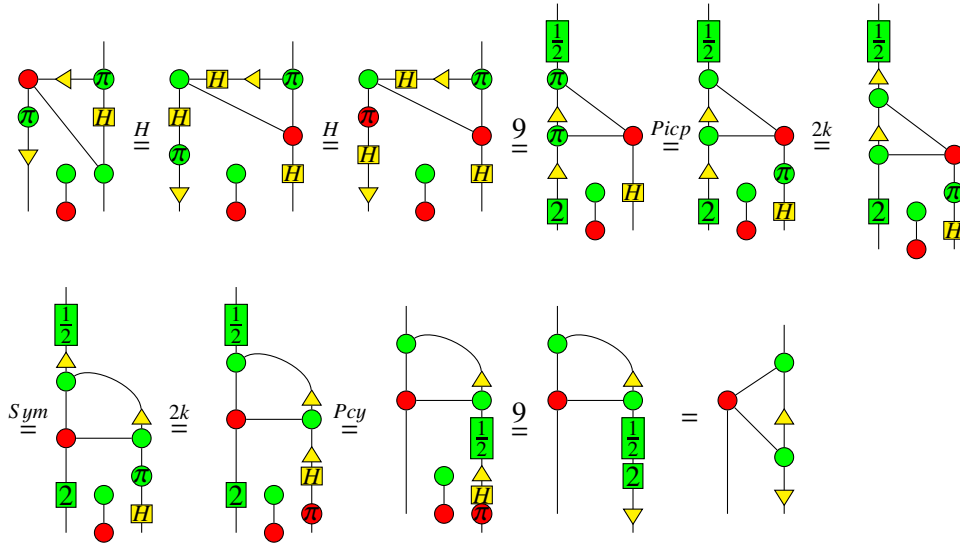 1/2 1/2 1/2
π H π H π π
π H H π
H = H = 9 = π Picp = 2k =
π H
H H π
H π
2 2 H
H
1/2 1/2
Sym = 2k = Pcy = 9 = =
1/2 1/2
π H 2
2 2 H
H π π